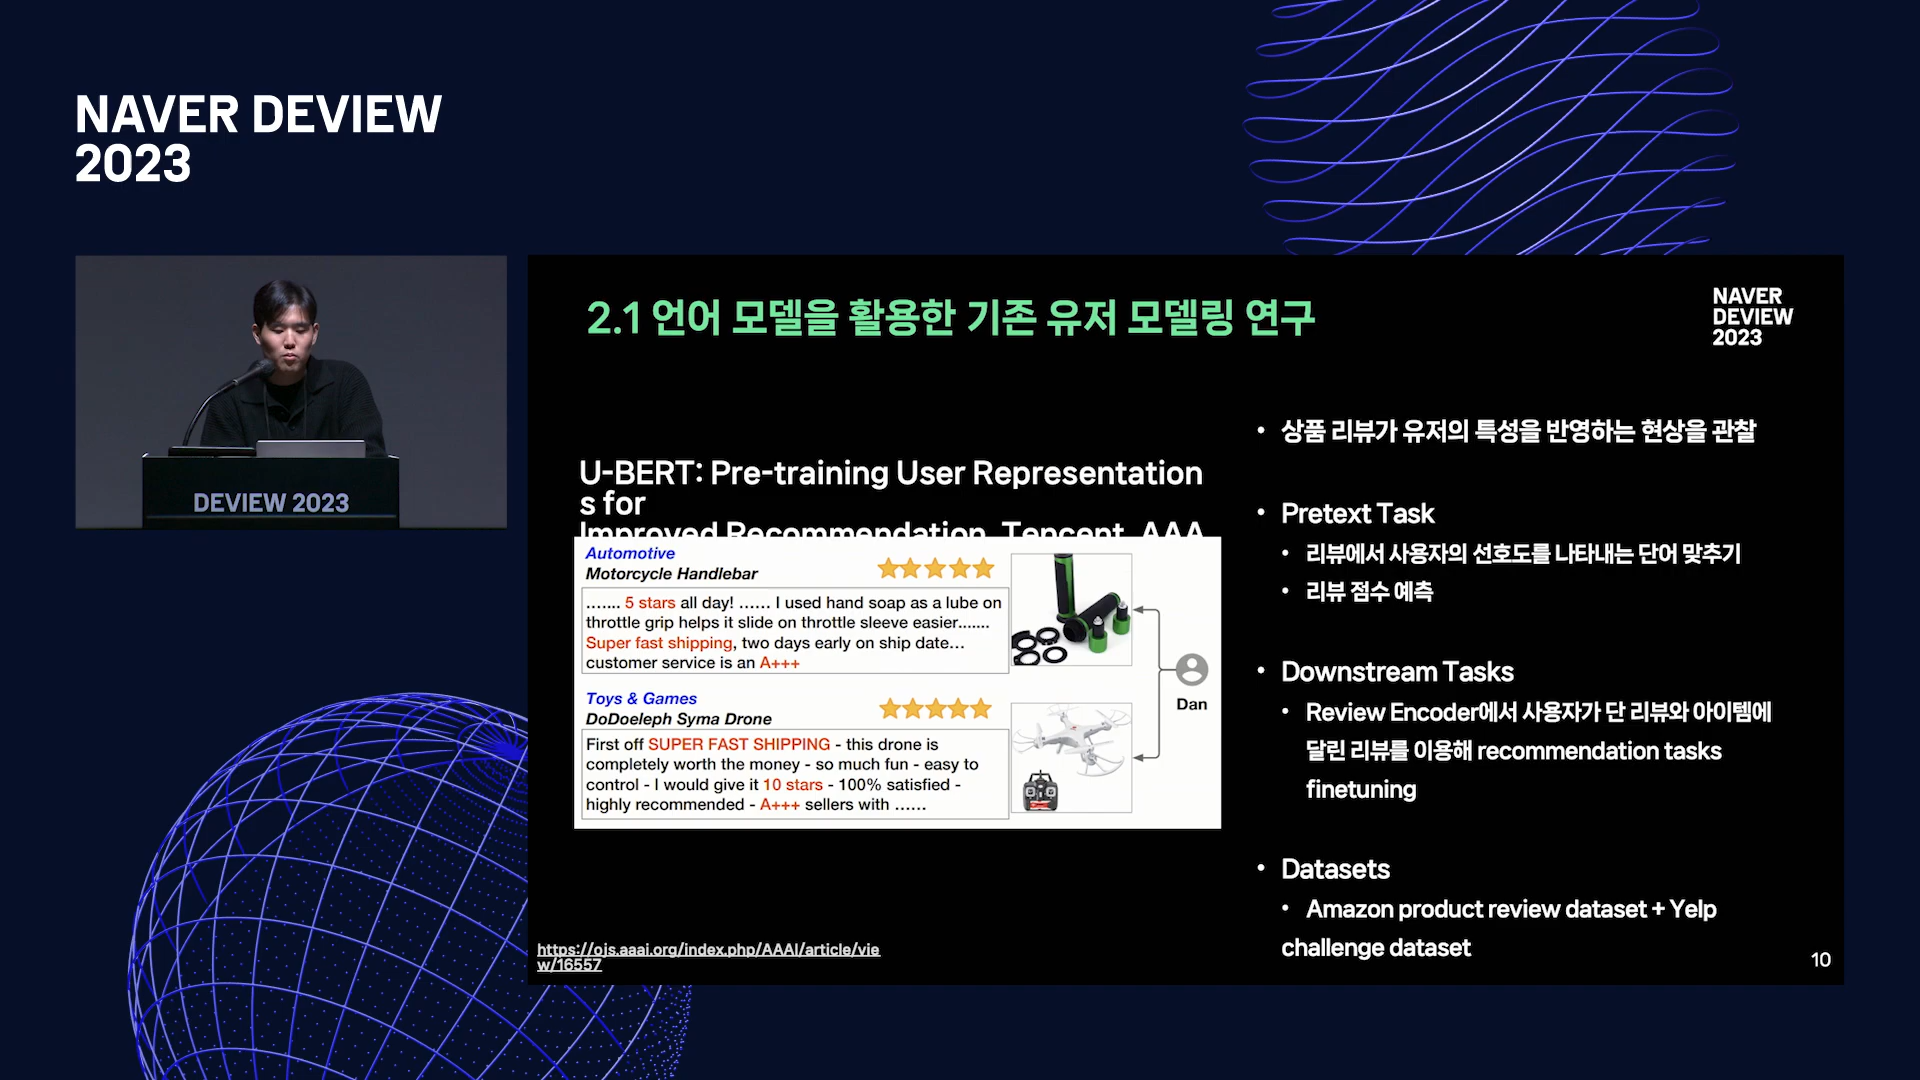 NAVER DEVIEW
2023
DEVIEW 2023
2.1 언어 모델을 활용한 기존 유저 모델링 연구
NAVER
DEVIEW
2023
U-BERT: Pre-training User Representation
s for
Improved Recommendation, Tencent, AAA
Automotive
Motorcycle Handlebar
....... 5 stars all day! ...... I used hand soap as a lube on
throttle grip helps it slide on throttle sleeve easier.......
Super fast shipping, two days early on ship date...
customer service is an A+++
Toys & Games
DoDoeleph Syma Drone
First off SUPER FAST SHIPPING - this drone is
completely worth the money - so much fun - easy to
control - I would give it 10 stars - 100% satisfied -
highly recommended - A+++ sellers with ......
Dan
https://ojs.aaai.org/index.php/AAAI/article/vie
w/16557
• 상품 리뷰가 유저의 특성을 반영하는 현상을 관찰
• Pretext Task
• 리뷰에서 사용자의 선호도를 나타내는 단어 맞추기
• 리뷰 점수 예측
• Downstream Tasks
• Review Encoder에서 사용자가 단 리뷰와 아이템에
달린 리뷰를 이용해 recommendation tasks
finetuning
• Datasets
• Amazon product review dataset + Yelp
challenge dataset
10